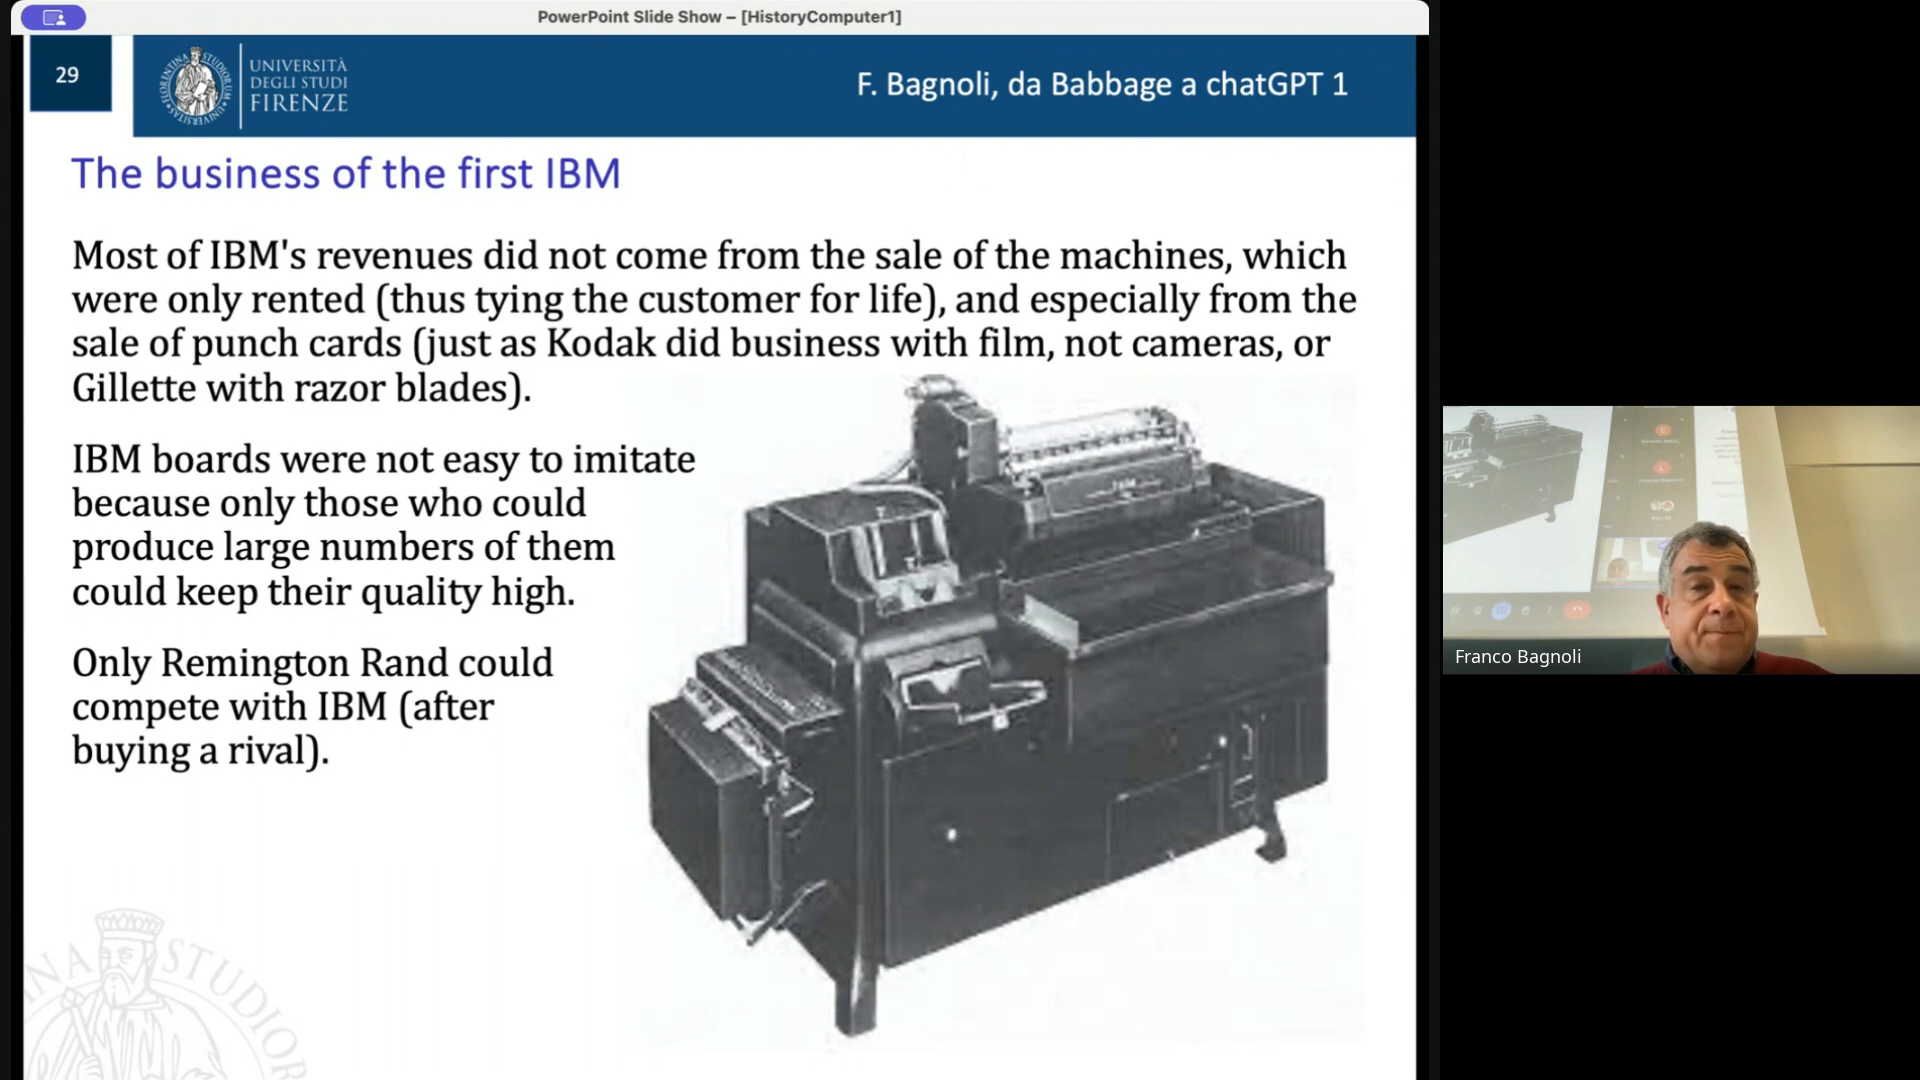 PowerPoint Slide Show – [HistoryComputer1]
29
UNIVERSITÀ
DEGLI STUDI
FIRENZE
F. Bagnoli, da Babbage a chatGPT 1
The business of the first IBM
Most of IBM's revenues did not come from the sale of the machines, which
were only rented (thus tying the customer for life), and especially from the
sale of punch cards (just as Kodak did business with film, not cameras, or
Gillette with razor blades).
IBM boards were not easy to imitate
because only those who could
produce large numbers of them
could keep their quality high.
Only Remington Rand could
compete with IBM (after
buying a rival).
Franco Bagnoli